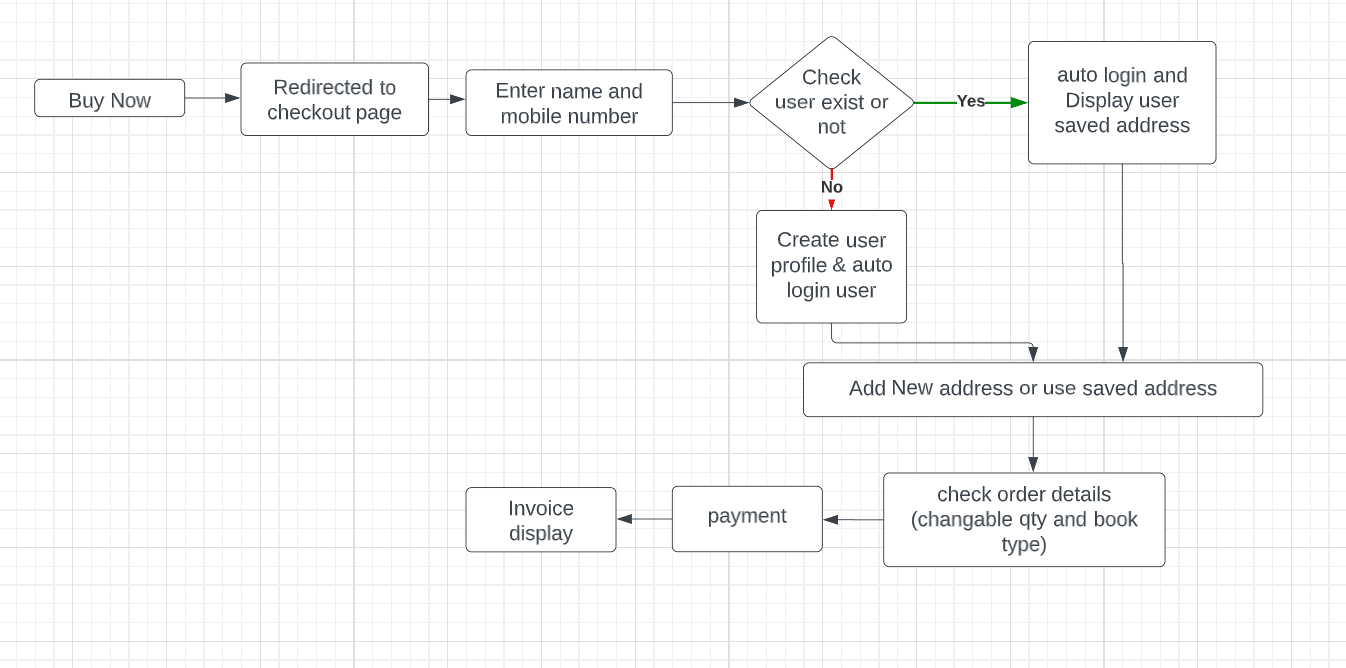 Buy Now
Redirected to
checkout page
Enter name and
mobile number
Check
user exist or
not
Yes
auto login and
Display user
saved address
No
Create user
profile & auto
login user
Add New address or use saved address
check order details
(changable qty and book
type)
payment
Invoice
display